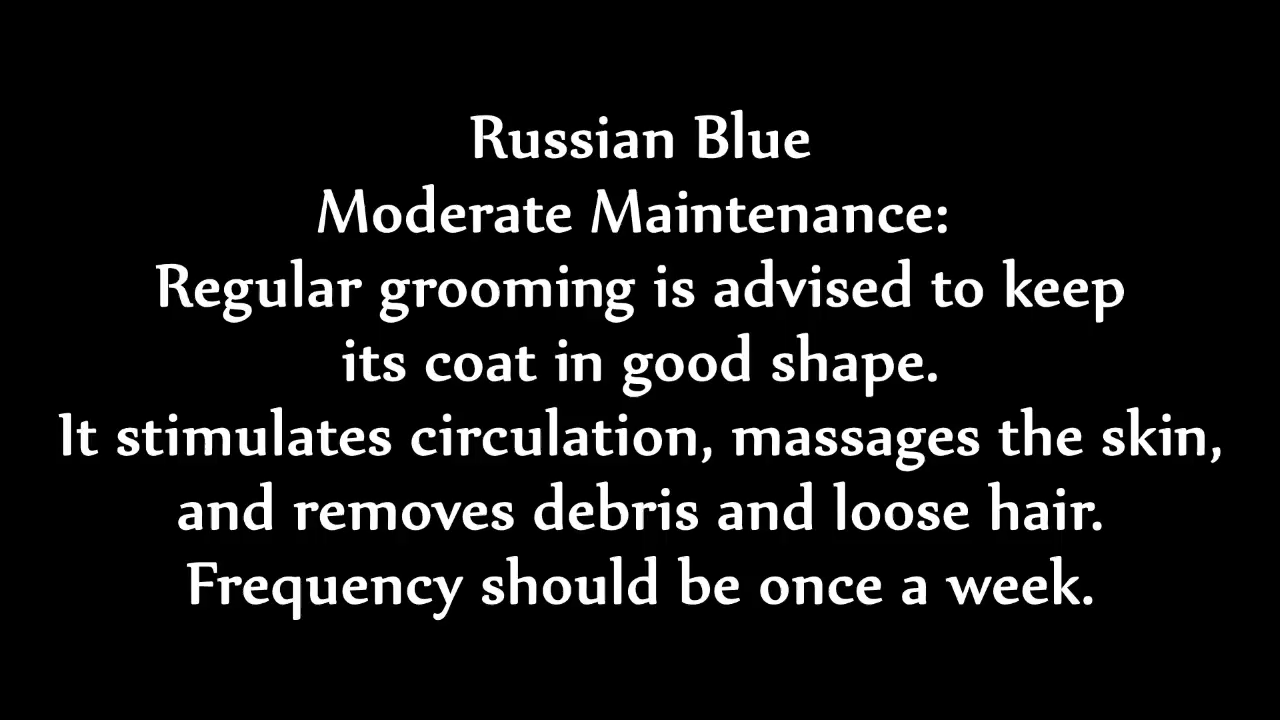 Russian Blue
Moderate Maintenance:
Regular grooming is advised to keep
its coat in good shape.
It stimulates circulation, massages the skin,
and removes debris and loose hair.
Frequency should be once a week.